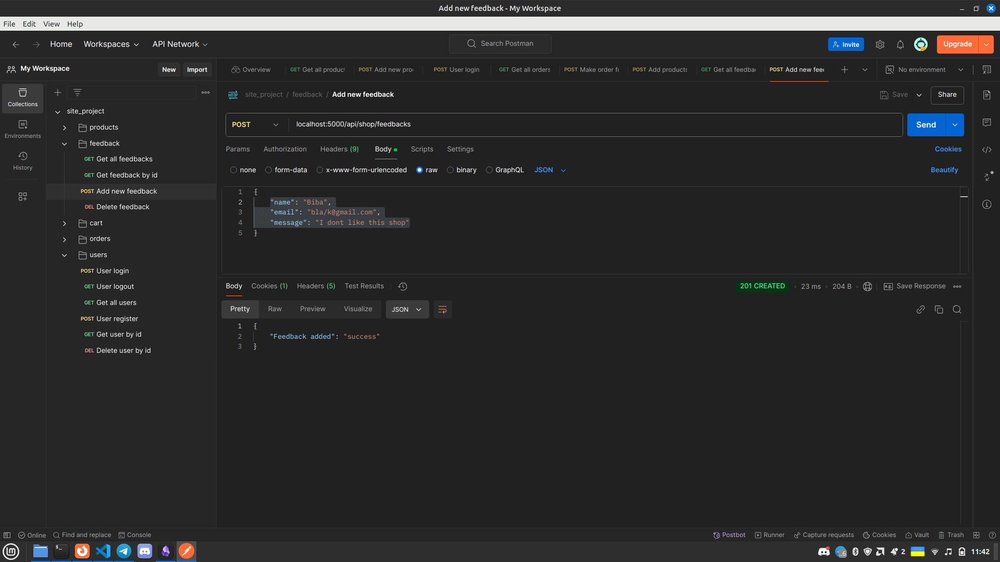 Add new feedback - My Workspace
File Edit View Help
Home Workspaces API Network
Search Postman
Invite
Upgrade
My Workspace
New Import
Overview
GET Get all product
POST Add new pro
POST User login
GET Get all orders
POST Make order fo
POST Add products
GET Get all feedba
POST Add new fee
No environment
Collections
Environments
History
site_project
products
feedback
GET Get all feedbacks
GET Get feedback by id
POST Add new feedback
DEL Delete feedback
cart
orders
users
POST User login
GET User logout
GET Get all users
POST User register
GET Get user by id
DEL Delete user by id
HTTP site_project / feedback / Add new feedback
Save
Share
POST localhost:5000/api/shop/feedbacks
Send
Params Authorization Headers (9) Body Scripts Settings
Cookies
none form-data x-www-form-urlencoded raw binary GraphQL JSON
Beautify
1 {
2 "name": "Biba",
3 "email": "bla/k@gmail.com",
4 "message": "I dont like this shop"
5 }
Body Cookies (1) Headers (5) Test Results
201 CREATED 23 ms 204 B
e.g. Save Response
Pretty Raw Preview Visualize JSON
1 {
2 "Feedback added": "success"
3 }
Online Find and replace Console
Postbot Runner Capture requests Cookies Vault Trash
..6
2
11:42